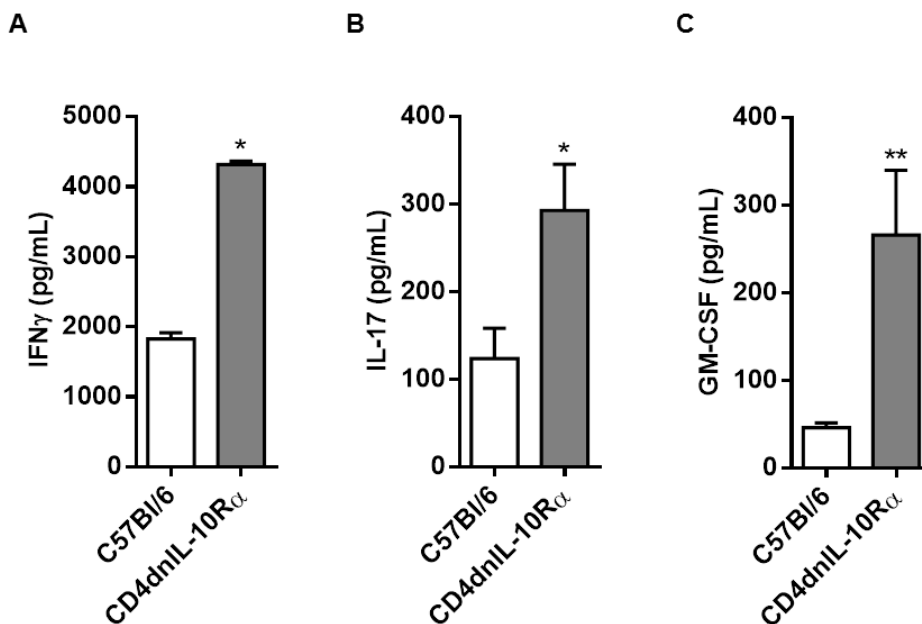 A
B
C
IFNγ (pg/mL)
5000
4000
3000
2000
1000
0
*
C57Bl/6
CD4dnIL-10Rα
IL-17 (pg/mL)
400
300
200
100
0
*
C57Bl/6
CD4dnIL-10Rα
GM-CSF (pg/mL)
400
300
200
100
0
**
C57Bl/6
CD4dnIL-10Rα